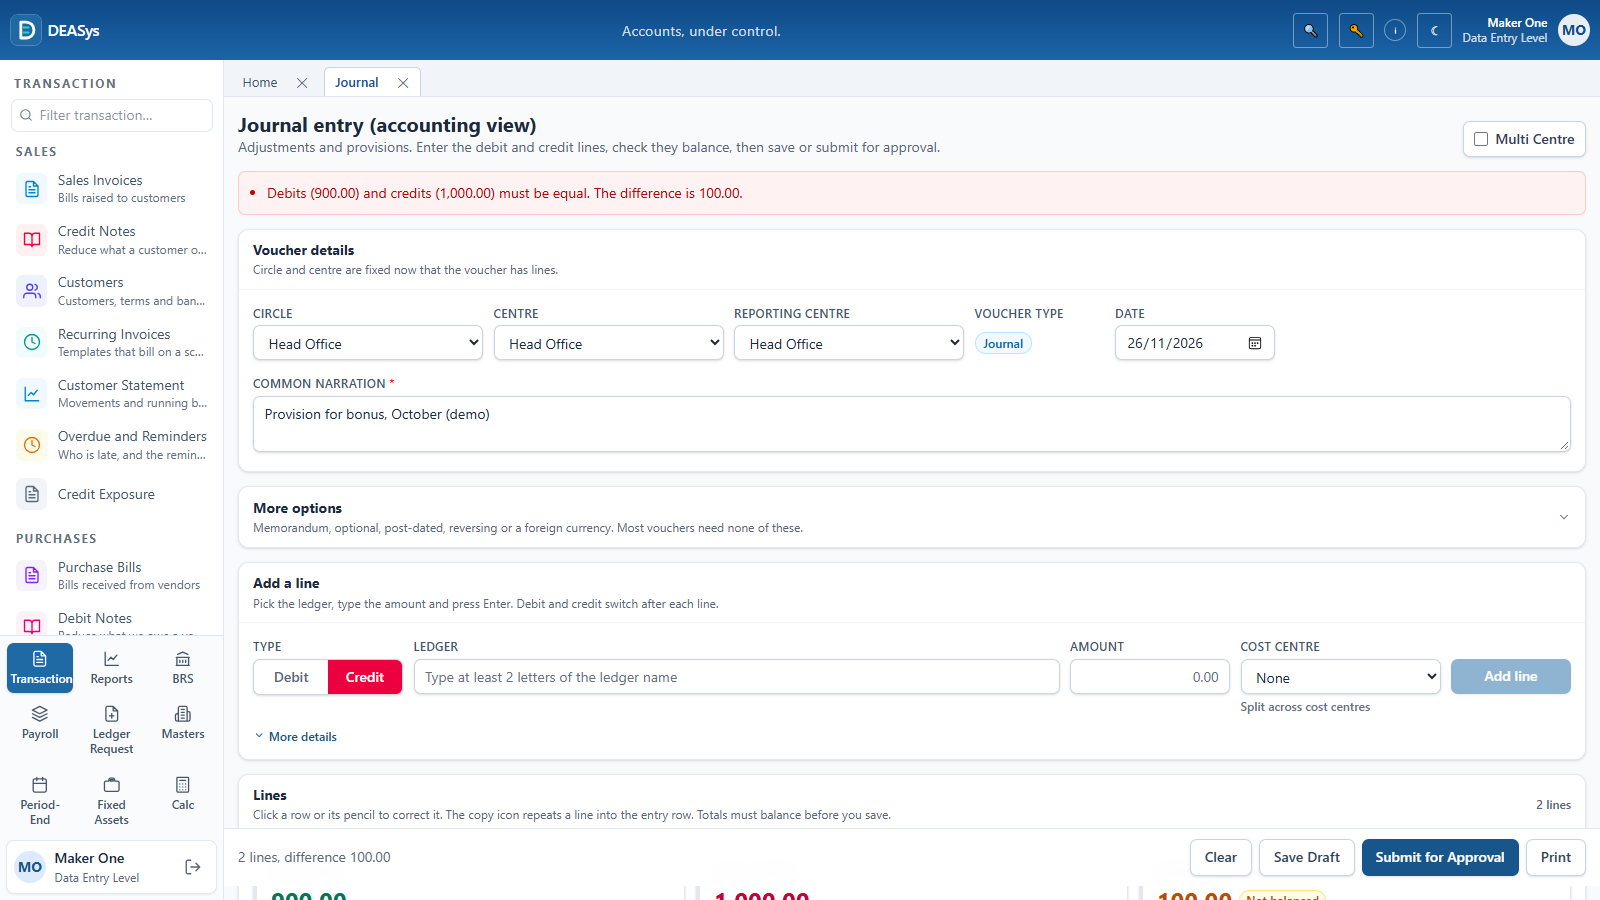 DEASys
Accounts, under control.
Maker One
Data Entry Level
MO
TRANSACTION
Filter transaction...
SALES
Sales Invoices
Bills raised to customers
Credit Notes
Reduce what a customer o...
Customers
Customers, terms and ban...
Recurring Invoices
Templates that bill on a sc...
Customer Statement
Movements and running b...
Overdue and Reminders
Who is late, and the remin...
Credit Exposure
PURCHASES
Purchase Bills
Bills received from vendors
Debit Notes
Transaction
Reports
BRS
Payroll
Ledger Request
Masters
Period-End
Fixed Assets
Calc
MO
Maker One
Data Entry Level
Home
Journal
Journal entry (accounting view)
Adjustments and provisions. Enter the debit and credit lines, check they balance, then save or submit for approval.
Multi Centre
Debits (900.00) and credits (1,000.00) must be equal. The difference is 100.00.
Voucher details
Circle and centre are fixed now that the voucher has lines.
CIRCLE
Head Office
CENTRE
Head Office
REPORTING CENTRE
Head Office
VOUCHER TYPE
Journal
DATE
26/11/2026
COMMON NARRATION *
Provision for bonus, October (demo)
More options
Memorandum, optional, post-dated, reversing or a foreign currency. Most vouchers need none of these.
Add a line
Pick the ledger, type the amount and press Enter. Debit and credit switch after each line.
TYPE
Debit
Credit
LEDGER
Type at least 2 letters of the ledger name
AMOUNT
0.00
COST CENTRE
None
Add line
Split across cost centres
More details
Lines
Click a row or its pencil to correct it. The copy icon repeats a line into the entry row. Totals must balance before you save.
2 lines
2 lines, difference 100.00
Clear
Save Draft
Submit for Approval
Print
900.00
1,000.00
100.00
Not balanced